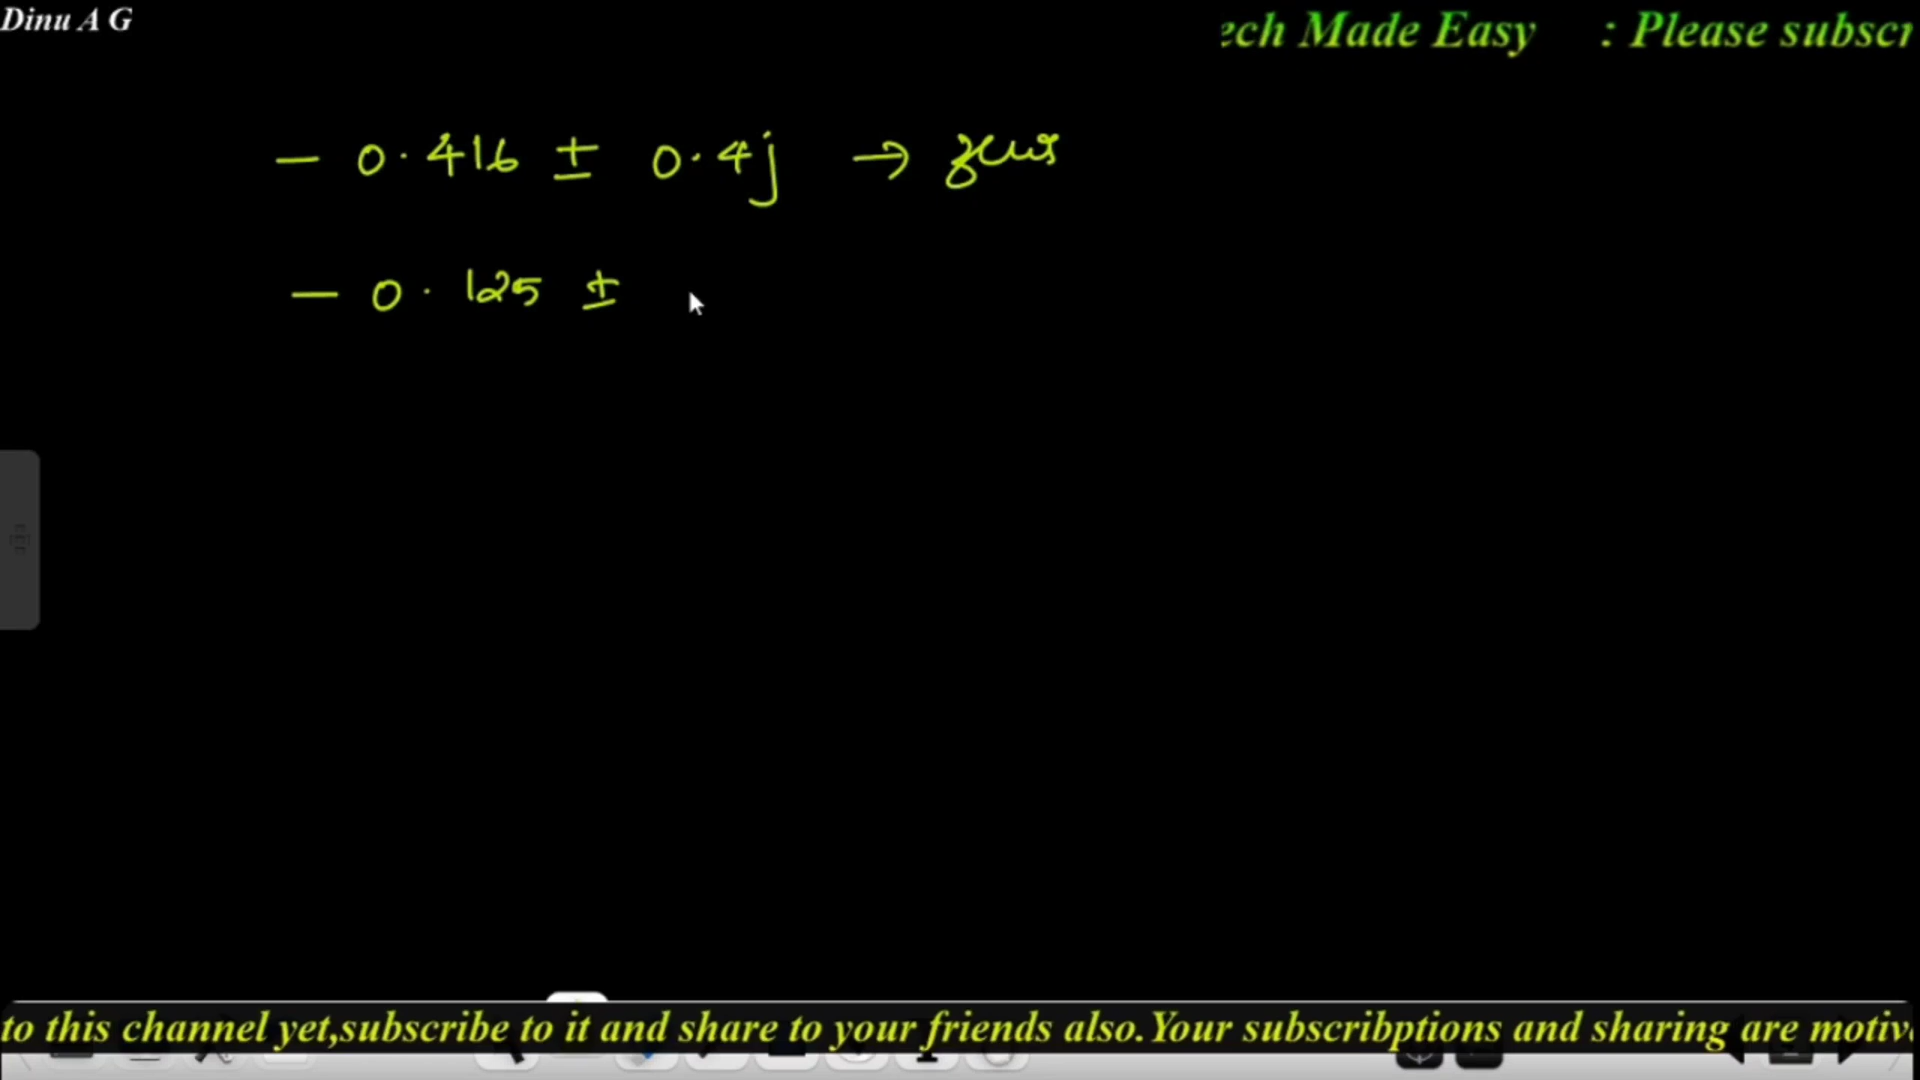 Dinu A G
ech Made Easy : Please subscr
- 0.416 ± 0.4j → zeros
- 0.125 ±
to this channel yet,subscribe to it and share to your friends also.Your subscribptions and sharing are motiv